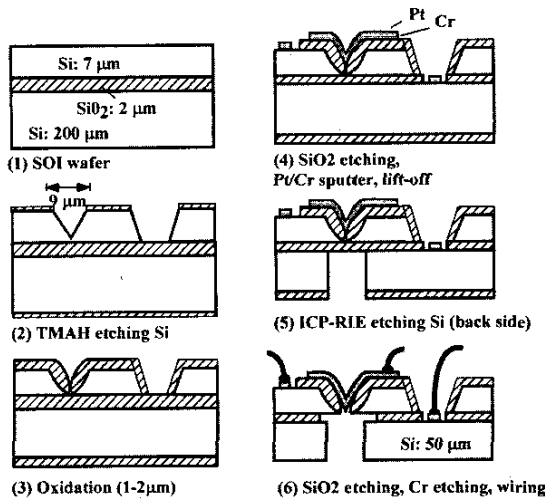 Si: 7 μm
Si0₂: 2 μm
Si: 200 μm
(1) SOI wafer
9 μm
(2) TMAH etching Si
(3) Oxidation (1-2μm)
Pt
Cr
(4) SiO2 etching,
Pt/Cr sputter, lift-off
(5) ICP-RIE etching Si (back side)
Si: 50 μm
(6) SiO2 etching, Cr etching, wiring